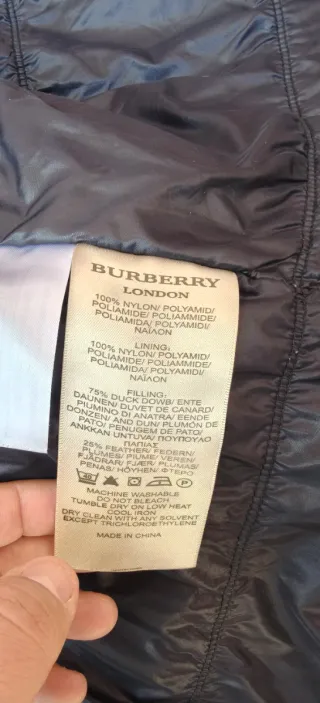 BURBERRY
LONDON
100% NYLON/ POLYAMID/
POLIAMIDE/ POLIAMMIDE/
POLIAMIDA/ POLYAMIDI/
ΝΑΪΛΟΝ
LINING:
100% NYLON/ POLYAMID/
POLIAMIDE/ POLIAMMIDE/
POLIAMIDA/ POLYAMIDI/
ΝΑΪΛΟΝ
FILLING:
75% DUCK DOWB/ ENTE
DAUNEN/ DUVET DE CANARD/
PIUMINO DI ANATRA/ EENDE
DONZEN/ AND DUN/ PLUMÓN DE
PATO/ PENUGEM DE PATO/
ANKKAN UNTUVA/ ΠΟΥΠΟΥΛΟ
ΠΑΠΙΑΣ
25% FEATHER/ FEDERN/
PLUMES/ PIUME/ VEREN/
FJÄDRAR/ FJÆR/ PLUMAS/
PENAS/ HÖYHEN/ ΦΤΕΡΟ
MACHINE WASHABLE
DO NOT BLEACH
TUMBLE DRY ON LOW HEAT
COOL IRON
DRY CLEAN WITH ANY SOLVENT
EXCEPT TRICHLOROETHYLENE
MADE IN CHINA